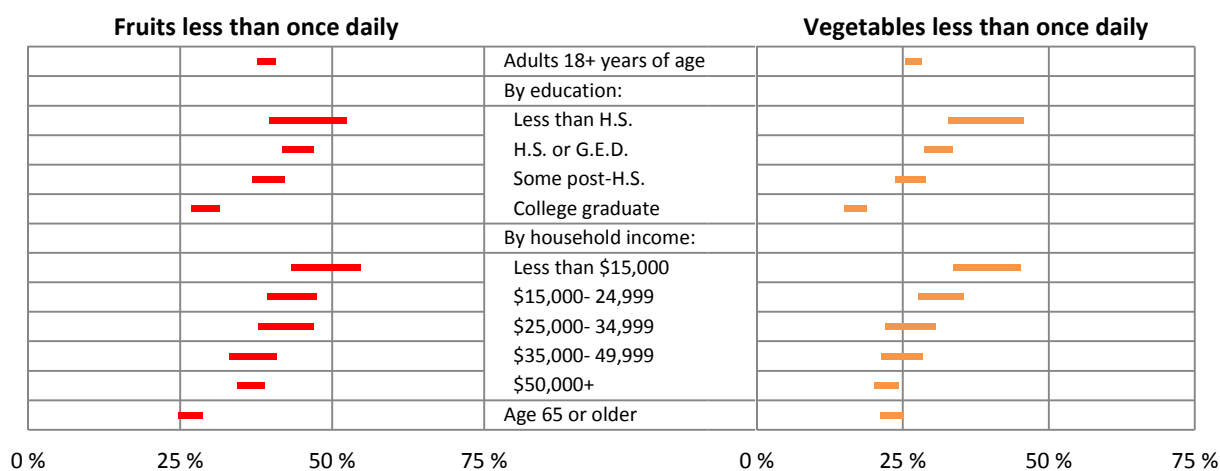 Fruits less than once daily
Vegetables less than once daily
Adults 18+ years of age
By education:
Less than H.S.
H.S. or G.E.D.
Some post-H.S.
College graduate
By household income:
Less than $15,000
$15,000- 24,999
$25,000- 34,999
$35,000- 49,999
$50,000+
Age 65 or older
0 % 25 % 50 % 75 % 0 % 25 % 50 % 75 %